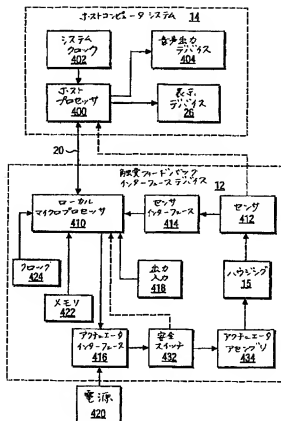 ホストコンピュータシステム 14
システム
クロック
402
音声出力
デバイス
404
ホスト
プロセッサ
400
表示
デバイス
26
20
触覚フィードバック
インターフェースデバイス 12
ローカル
マイクロプロセッサ
410
センサ
インターフェース
414
センサ
412
クロック
424
メモリ
422
出力
入力
418
ハウジング
15
アクチュエータ
インターフェース
416
安全
スイッチ
432
アクチュエータ
アセンブリ
434
電源
420